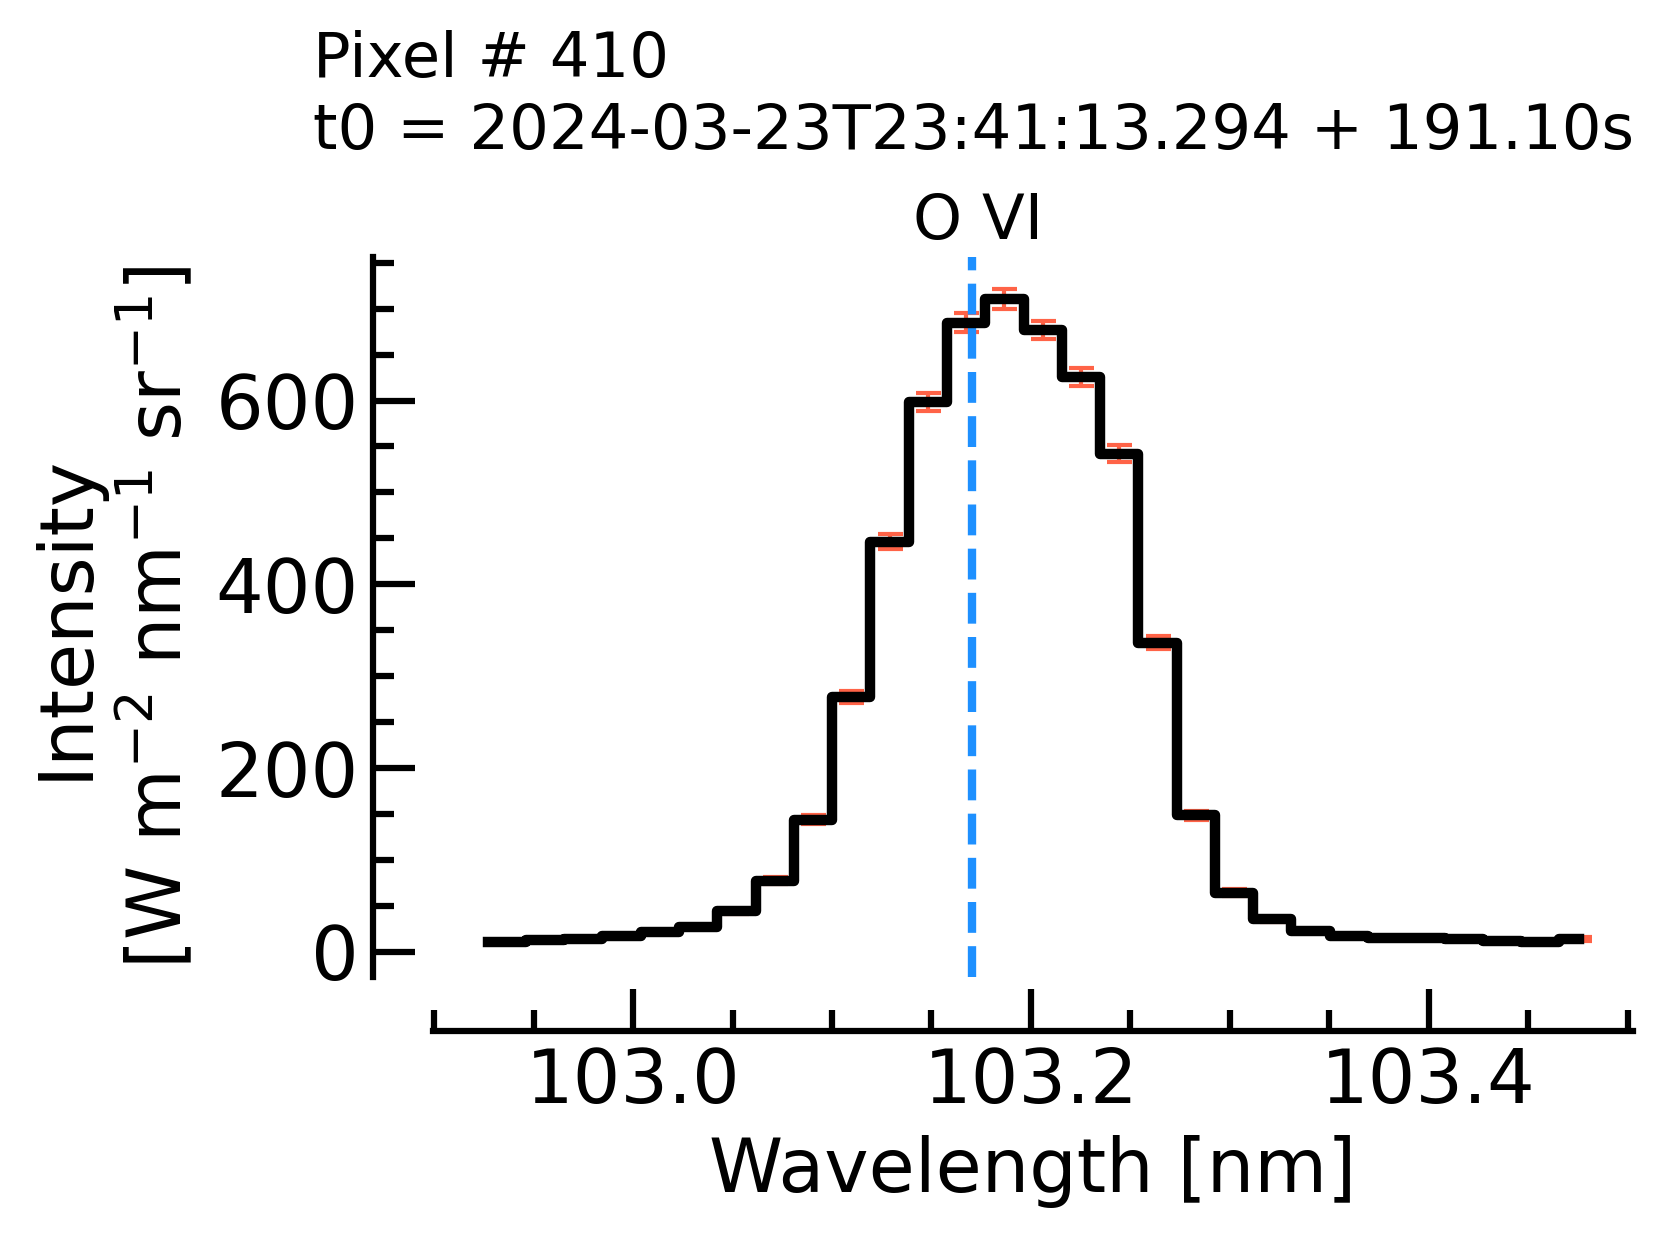 Pixel # 410
t0 = 2024-03-23T23:41:13.294 + 191.10s
O VI
Intensity
[W m⁻² nm⁻¹ sr⁻¹]
600
400
200
0
103.0 103.2 103.4
Wavelength [nm]